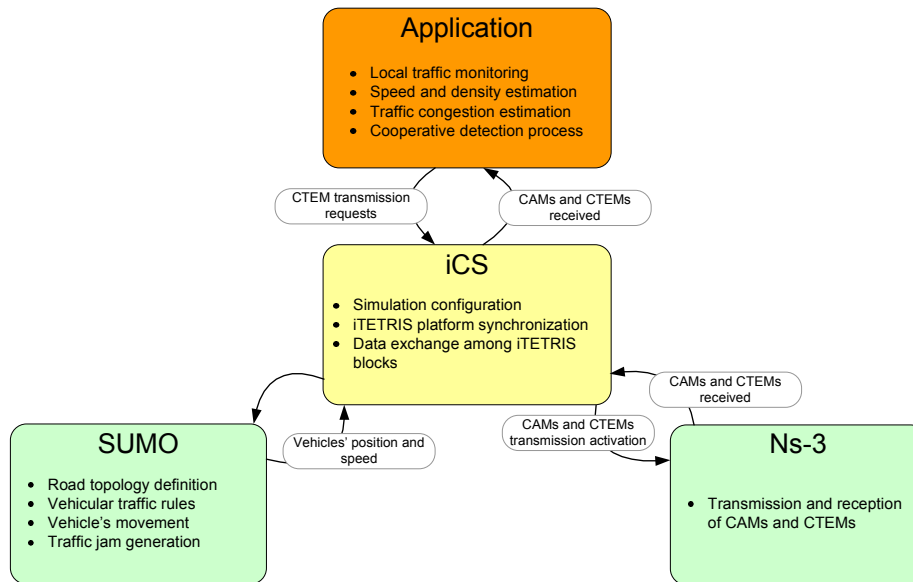 Application
• Local traffic monitoring
• Speed and density estimation
• Traffic congestion estimation
• Cooperative detection process
CTEM transmission
requests
CAMs and CTEMs
received
iCS
• Simulation configuration
• iTETRIS platform synchronization
• Data exchange among iTETRIS
blocks
CAMs and CTEMs
received
CAMs and CTEMs
transmission activation
Vehicles' position and
speed
SUMO
• Road topology definition
• Vehicular traffic rules
• Vehicle's movement
• Traffic jam generation
Ns-3
• Transmission and reception
of CAMs and CTEMs